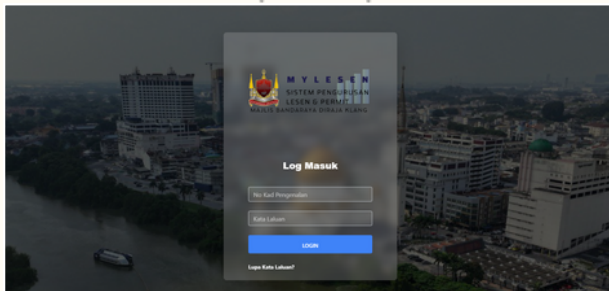 MYLESEN
SISTEM PENGURUSAN
LESEN & PERMIT
MAJLIS BANDARAYA DIRAJA KLANG
Log Masuk
No Kad Pengenalan
Kata Laluan
LOGIN
Lupa Kata Laluan?